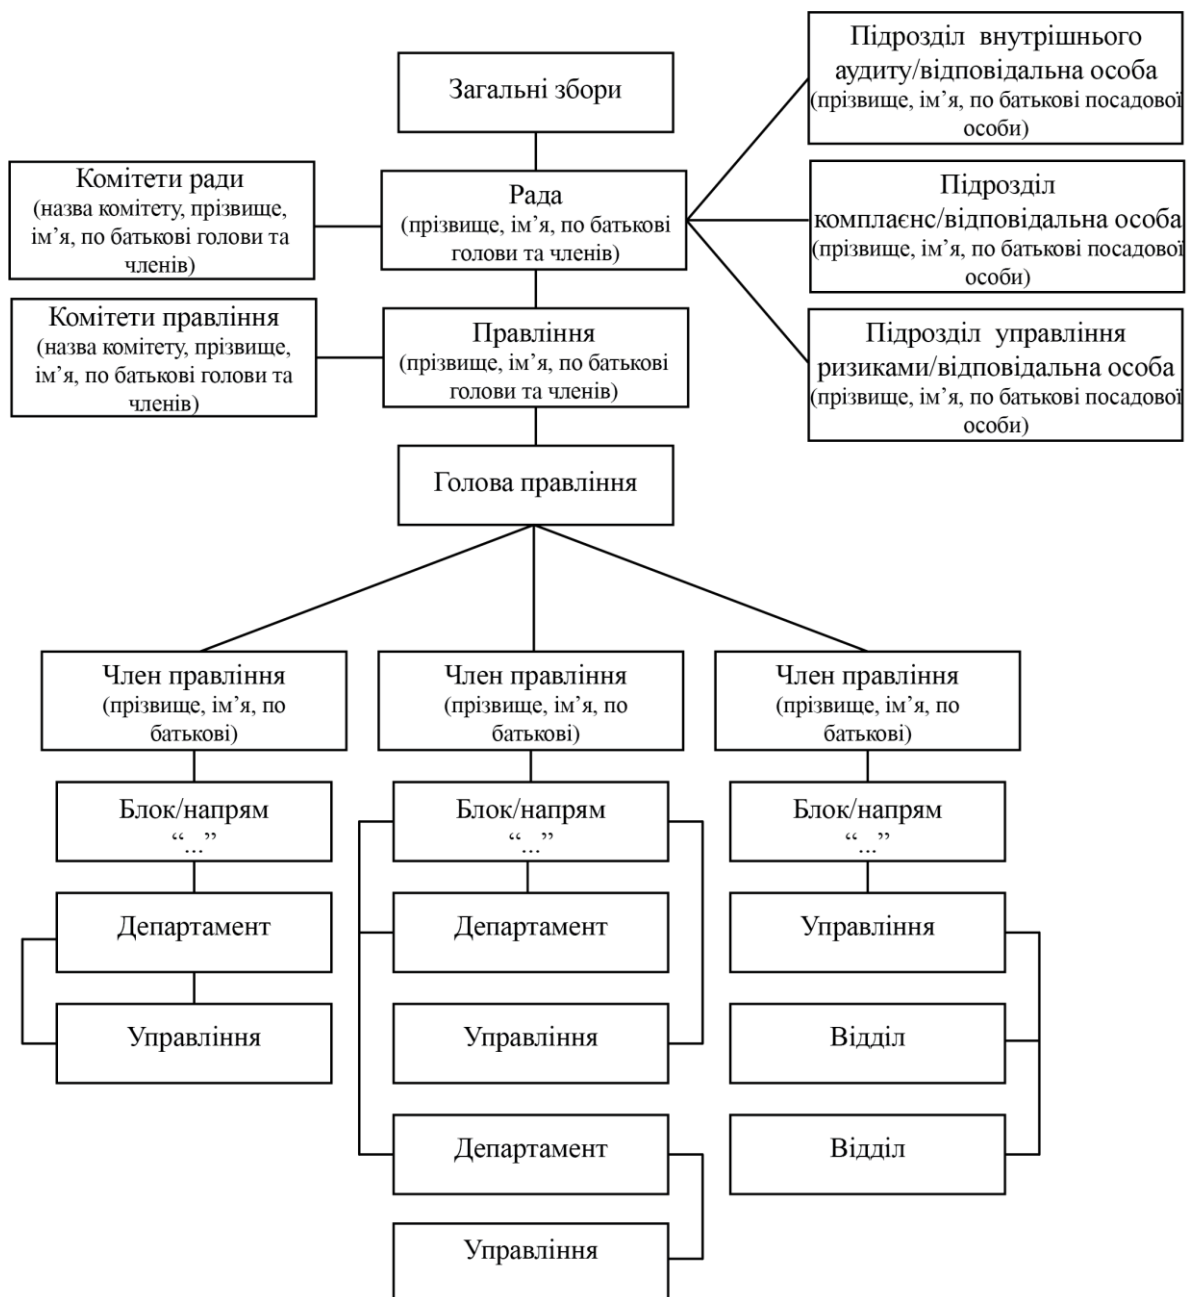 Загальні збори
Підрозділ внутрішнього
аудиту/відповідальна особа
(прізвище, ім’я, по батькові посадової
особи)
Комітети ради
(назва комітету, прізвище,
ім’я, по батькові голови та
членів)
Рада
(прізвище, ім’я, по батькові
голови та членів)
Підрозділ
комплаєнс/відповідальна особа
(прізвище, ім’я, по батькові посадової
особи)
Комітети правління
(назва комітету, прізвище,
ім’я, по батькові голови та
членів)
Правління
(прізвище, ім’я, по батькові
голови та членів)
Підрозділ управління
ризиками/відповідальна особа
(прізвище, ім’я, по батькові посадової
особи)
Голова правління
Член правління
(прізвище, ім’я, по
батькові)
Член правління
(прізвище, ім’я, по
батькові)
Член правління
(прізвище, ім’я, по
батькові)
Блок/напрям
“...”
Блок/напрям
“...”
Блок/напрям
“...”
Департамент
Департамент
Управління
Управління
Управління
Відділ
Департамент
Відділ
Управління